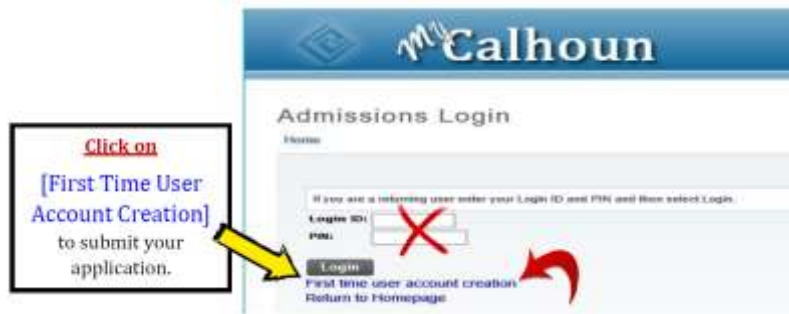 my Calhoun
Admissions Login
Home
Click on
[First Time User
Account Creation]
to submit your
application.
If you are a returning user enter your Login ID and PIN and then select Login.
Login ID:
PIN:
Login
First time user account creation
Return to Homepage